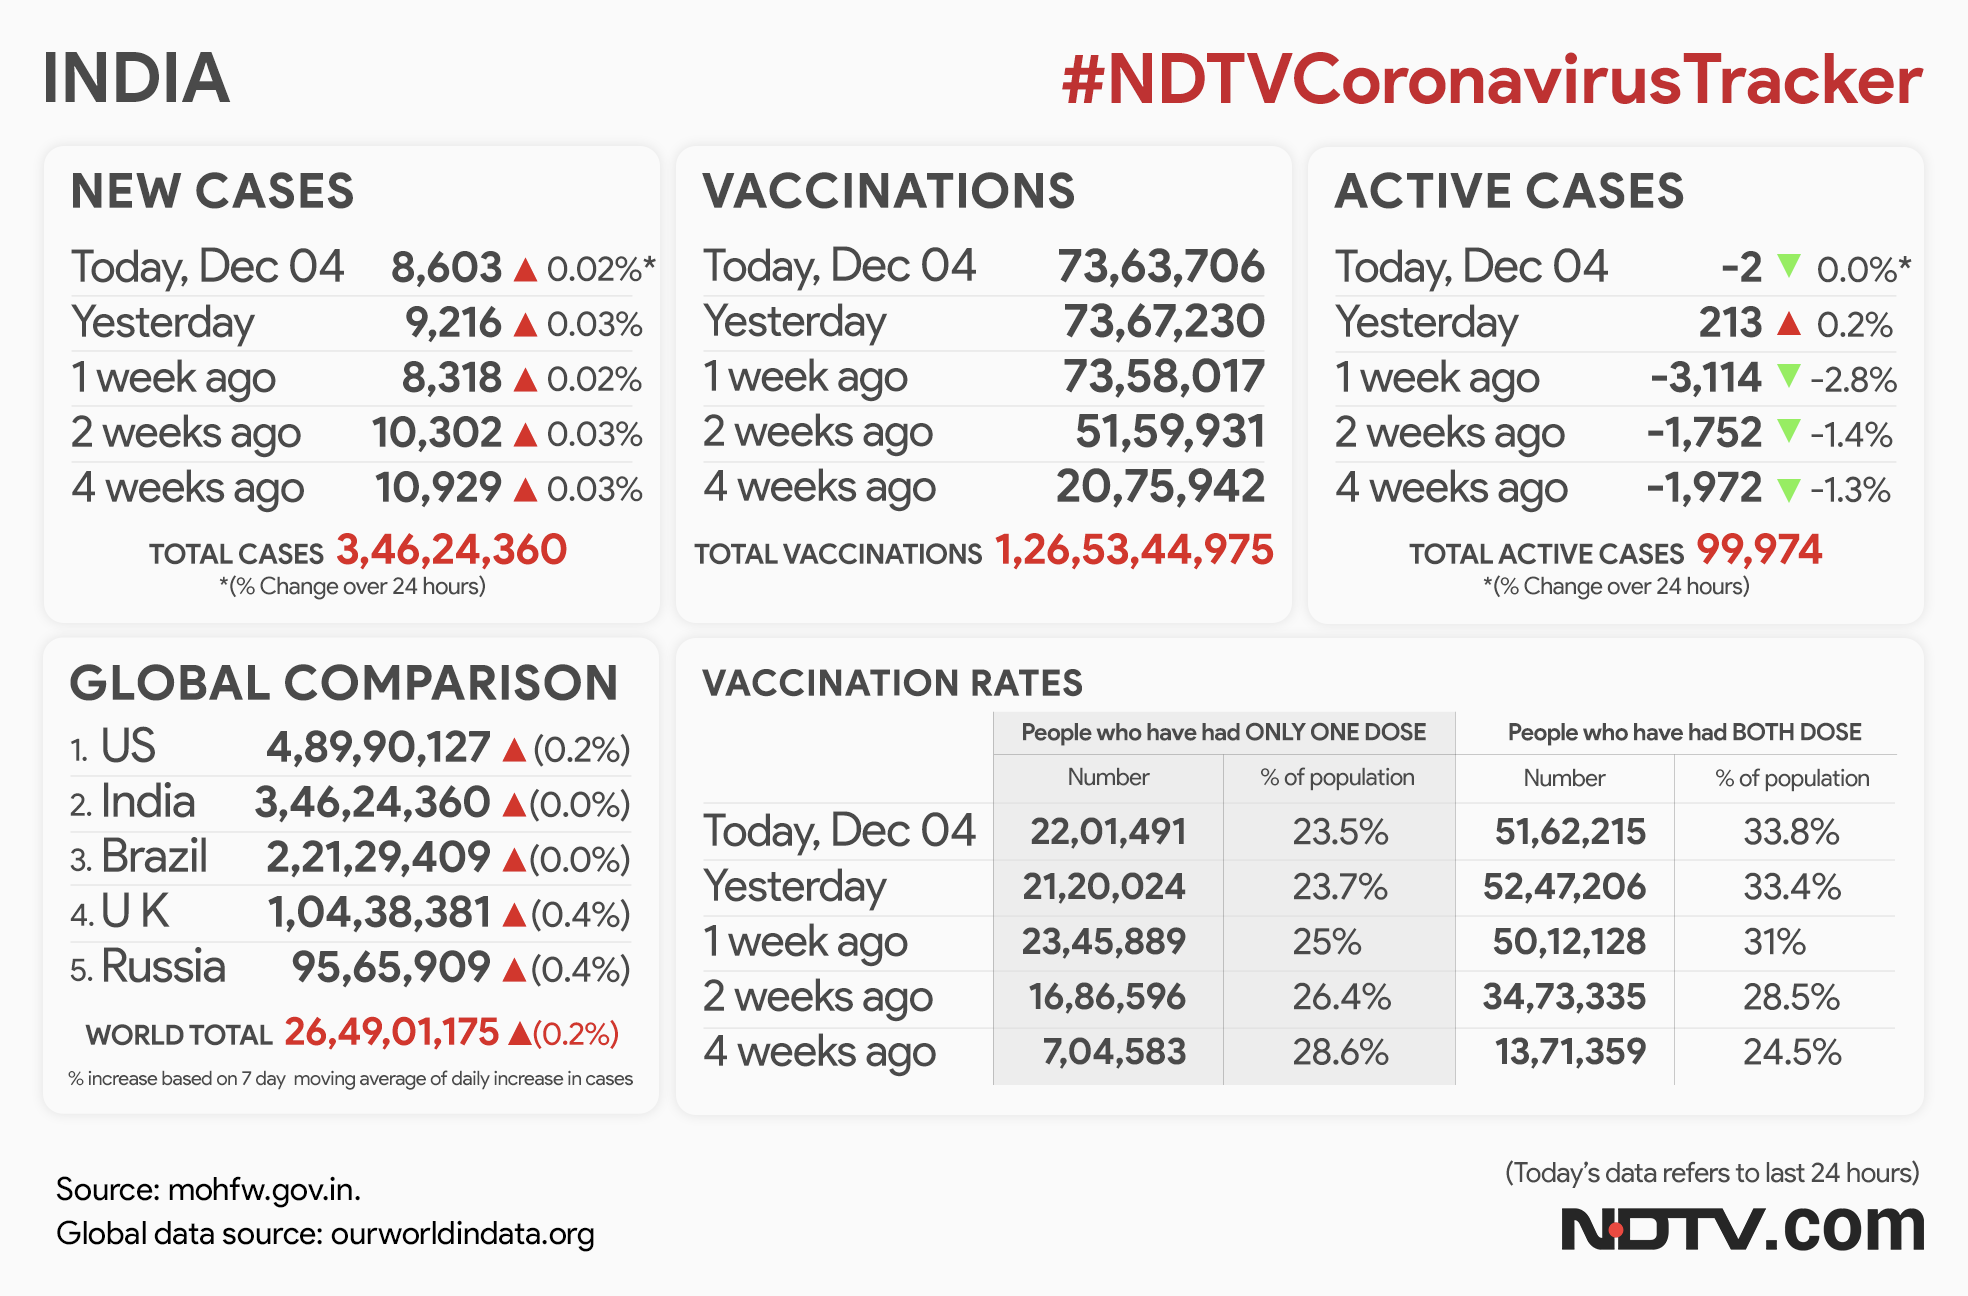 INDIA
#NDTVCoronavirusTracker
NEW CASES
Today, Dec 04 8,603 ▲ 0.02%*
Yesterday 9,216 ▲ 0.03%
1 week ago 8,318 ▲ 0.02%
2 weeks ago 10,302 ▲ 0.03%
4 weeks ago 10,929 ▲ 0.03%
TOTAL CASES 3,46,24,360
*(% Change over 24 hours)
VACCINATIONS
Today, Dec 04 73,63,706
Yesterday 73,67,230
1 week ago 73,58,017
2 weeks ago 51,59,931
4 weeks ago 20,75,942
TOTAL VACCINATIONS 1,26,53,44,975
ACTIVE CASES
Today, Dec 04 -2 ▼ 0.0%*
Yesterday 213 ▲ 0.2%
1 week ago -3,114 ▼ -2.8%
2 weeks ago -1,752 ▼ -1.4%
4 weeks ago -1,972 ▼ -1.3%
TOTAL ACTIVE CASES 99,974
*(% Change over 24 hours)
GLOBAL COMPARISON
1. US 4,89,90,127 ▲ (0.2%)
2. India 3,46,24,360 ▲ (0.0%)
3. Brazil 2,21,29,409 ▲ (0.0%)
4. U K 1,04,38,381 ▲ (0.4%)
5. Russia 95,65,909 ▲ (0.4%)
WORLD TOTAL 26,49,01,175 ▲ (0.2%)
% increase based on 7 day moving average of daily increase in cases
VACCINATION RATES
People who have had ONLY ONE DOSE People who have had BOTH DOSE
Number % of population Number % of population
Today, Dec 04 22,01,491 23.5% 51,62,215 33.8%
Yesterday 21,20,024 23.7% 52,47,206 33.4%
1 week ago 23,45,889 25% 50,12,128 31%
2 weeks ago 16,86,596 26.4% 34,73,335 28.5%
4 weeks ago 7,04,583 28.6% 13,71,359 24.5%
Source: mohfw.gov.in.
Global data source: ourworldindata.org
(Today's data refers to last 24 hours)
NDTV.com